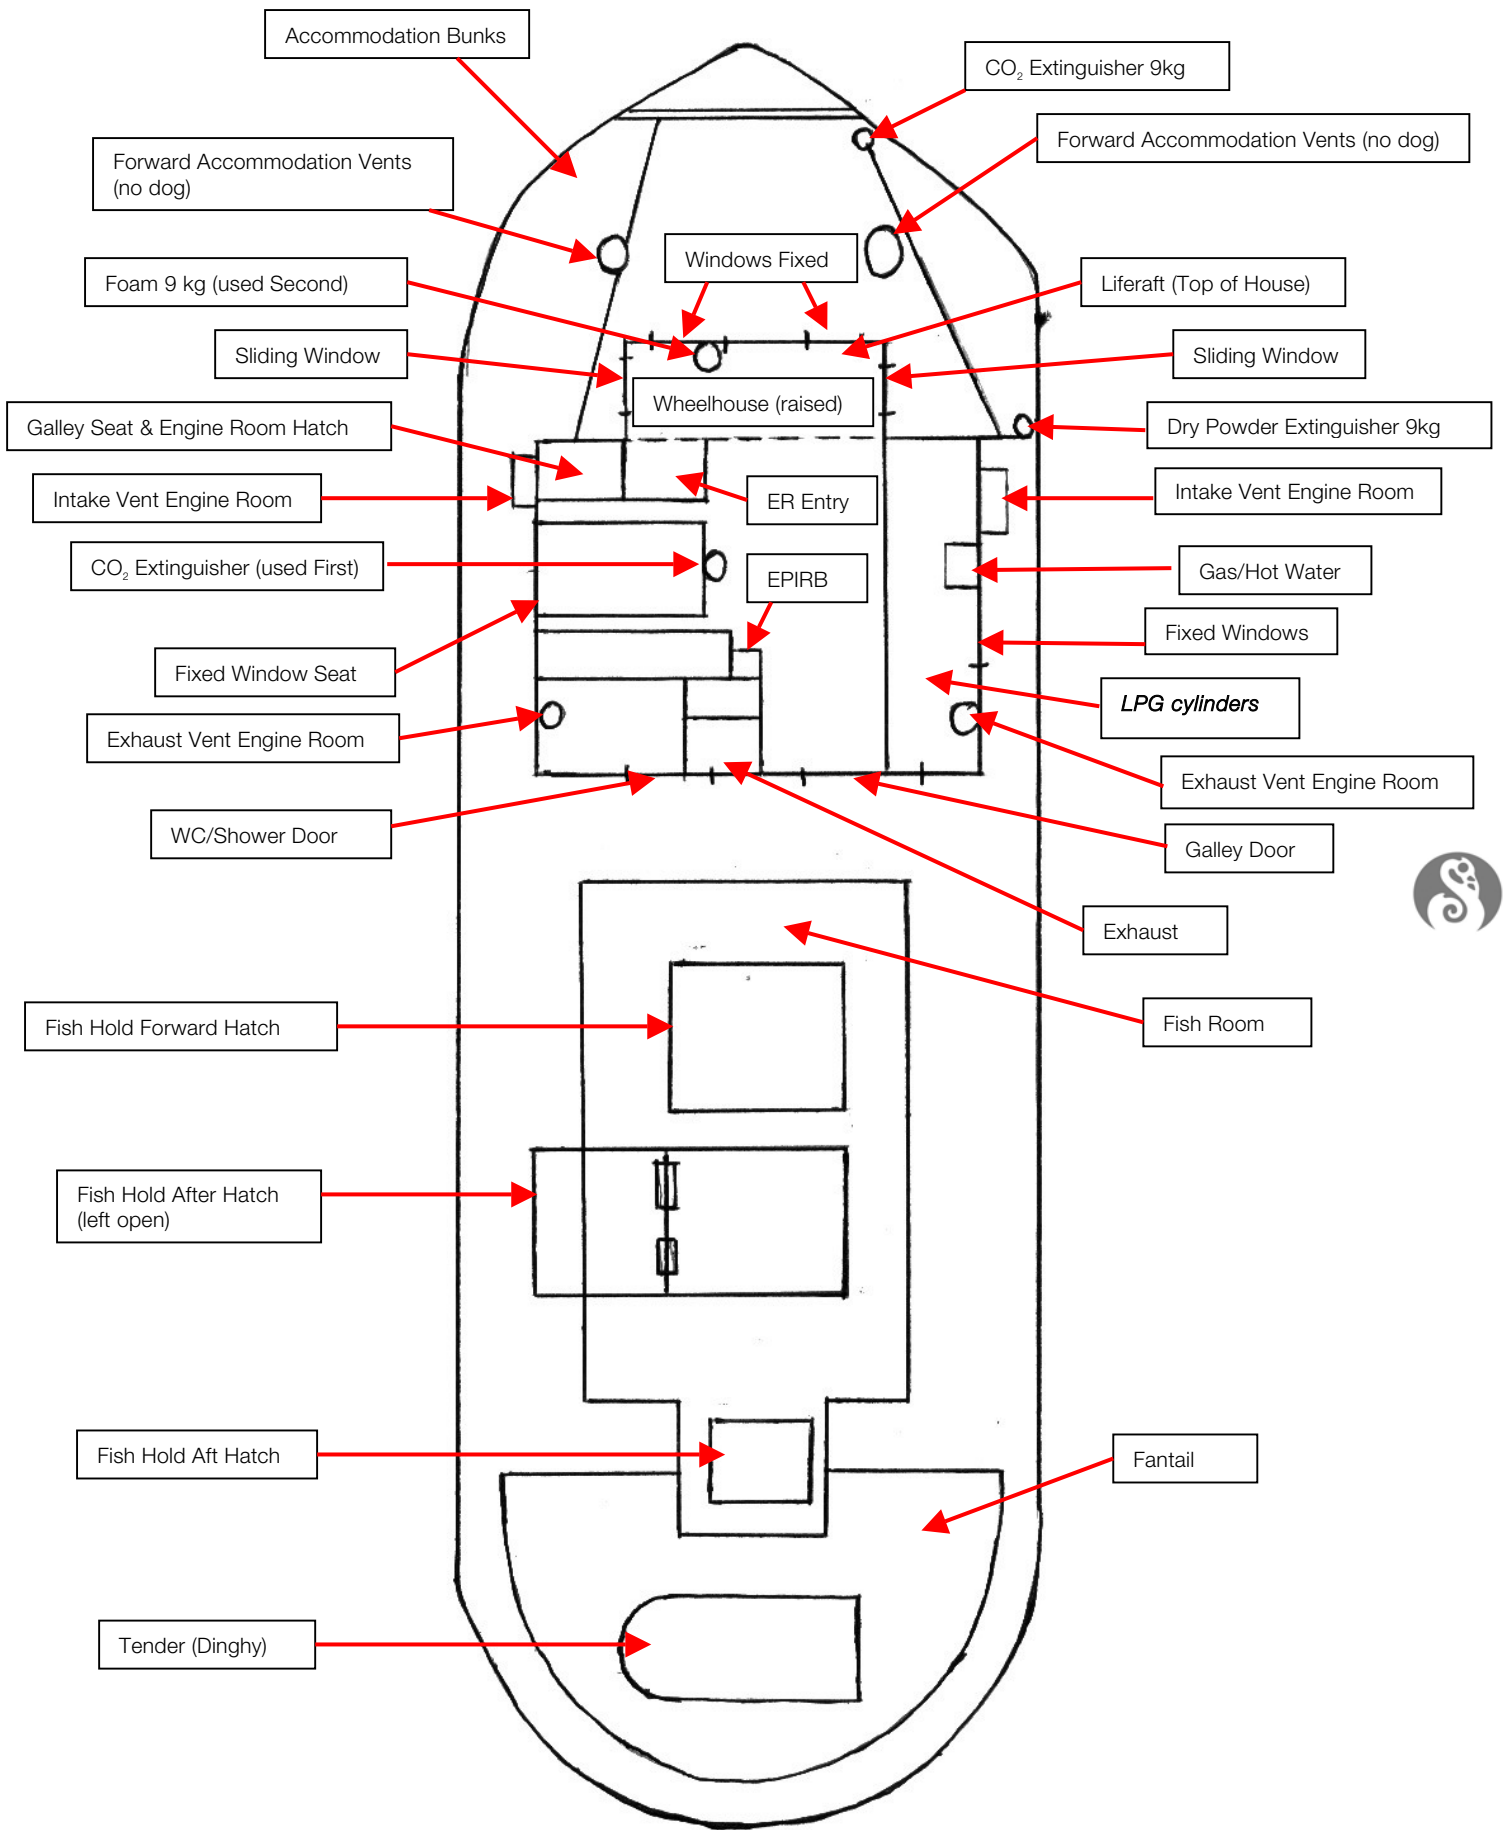 Accommodation Bunks
CO₂ Extinguisher 9kg
Forward Accommodation Vents (no dog)
Forward Accommodation Vents
(no dog)
Windows Fixed
Foam 9 kg (used Second)
Liferaft (Top of House)
Sliding Window
Sliding Window
Wheelhouse (raised)
Galley Seat & Engine Room Hatch
Dry Powder Extinguisher 9kg
Intake Vent Engine Room
ER Entry
Intake Vent Engine Room
CO₂ Extinguisher (used First)
EPIRB
Gas/Hot Water
Fixed Windows
Fixed Window Seat
LPG cylinders
Exhaust Vent Engine Room
Exhaust Vent Engine Room
WC/Shower Door
Galley Door
Exhaust
Fish Hold Forward Hatch
Fish Room
Fish Hold After Hatch
(left open)
Fish Hold Aft Hatch
Fantail
Tender (Dinghy)